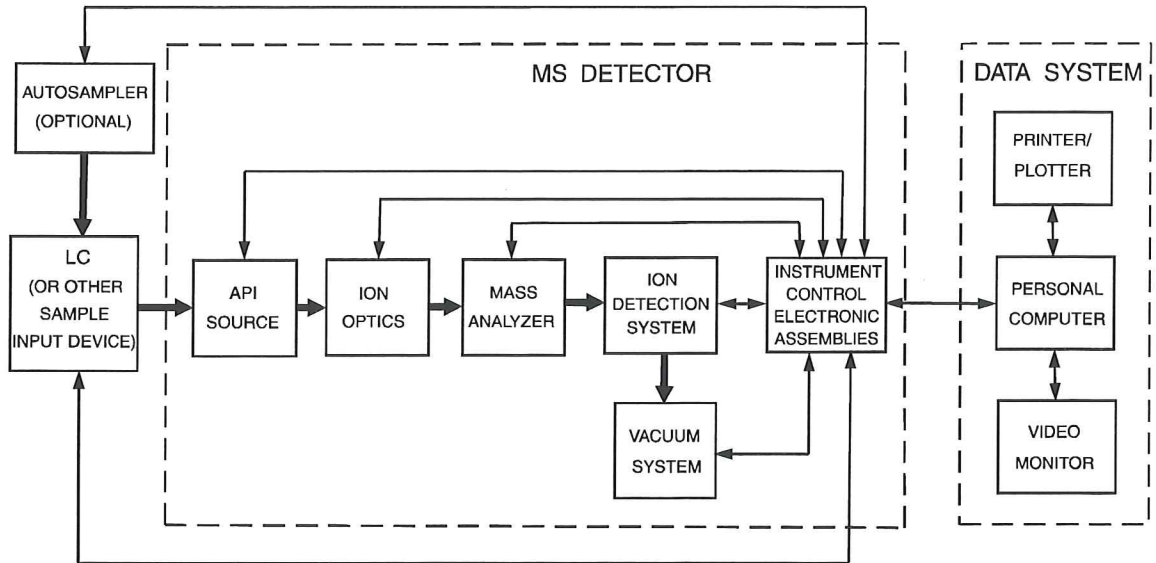 MS DETECTOR
DATA SYSTEM
AUTOSAMPLER
(OPTIONAL)
LC
(OR OTHER
SAMPLE
INPUT DEVICE)
API
SOURCE
ION
OPTICS
MASS
ANALYZER
ION
DETECTION
SYSTEM
INSTRUMENT
CONTROL
ELECTRONIC
ASSEMBLIES
VACUUM
SYSTEM
PRINTER/
PLOTTER
PERSONAL
COMPUTER
VIDEO
MONITOR